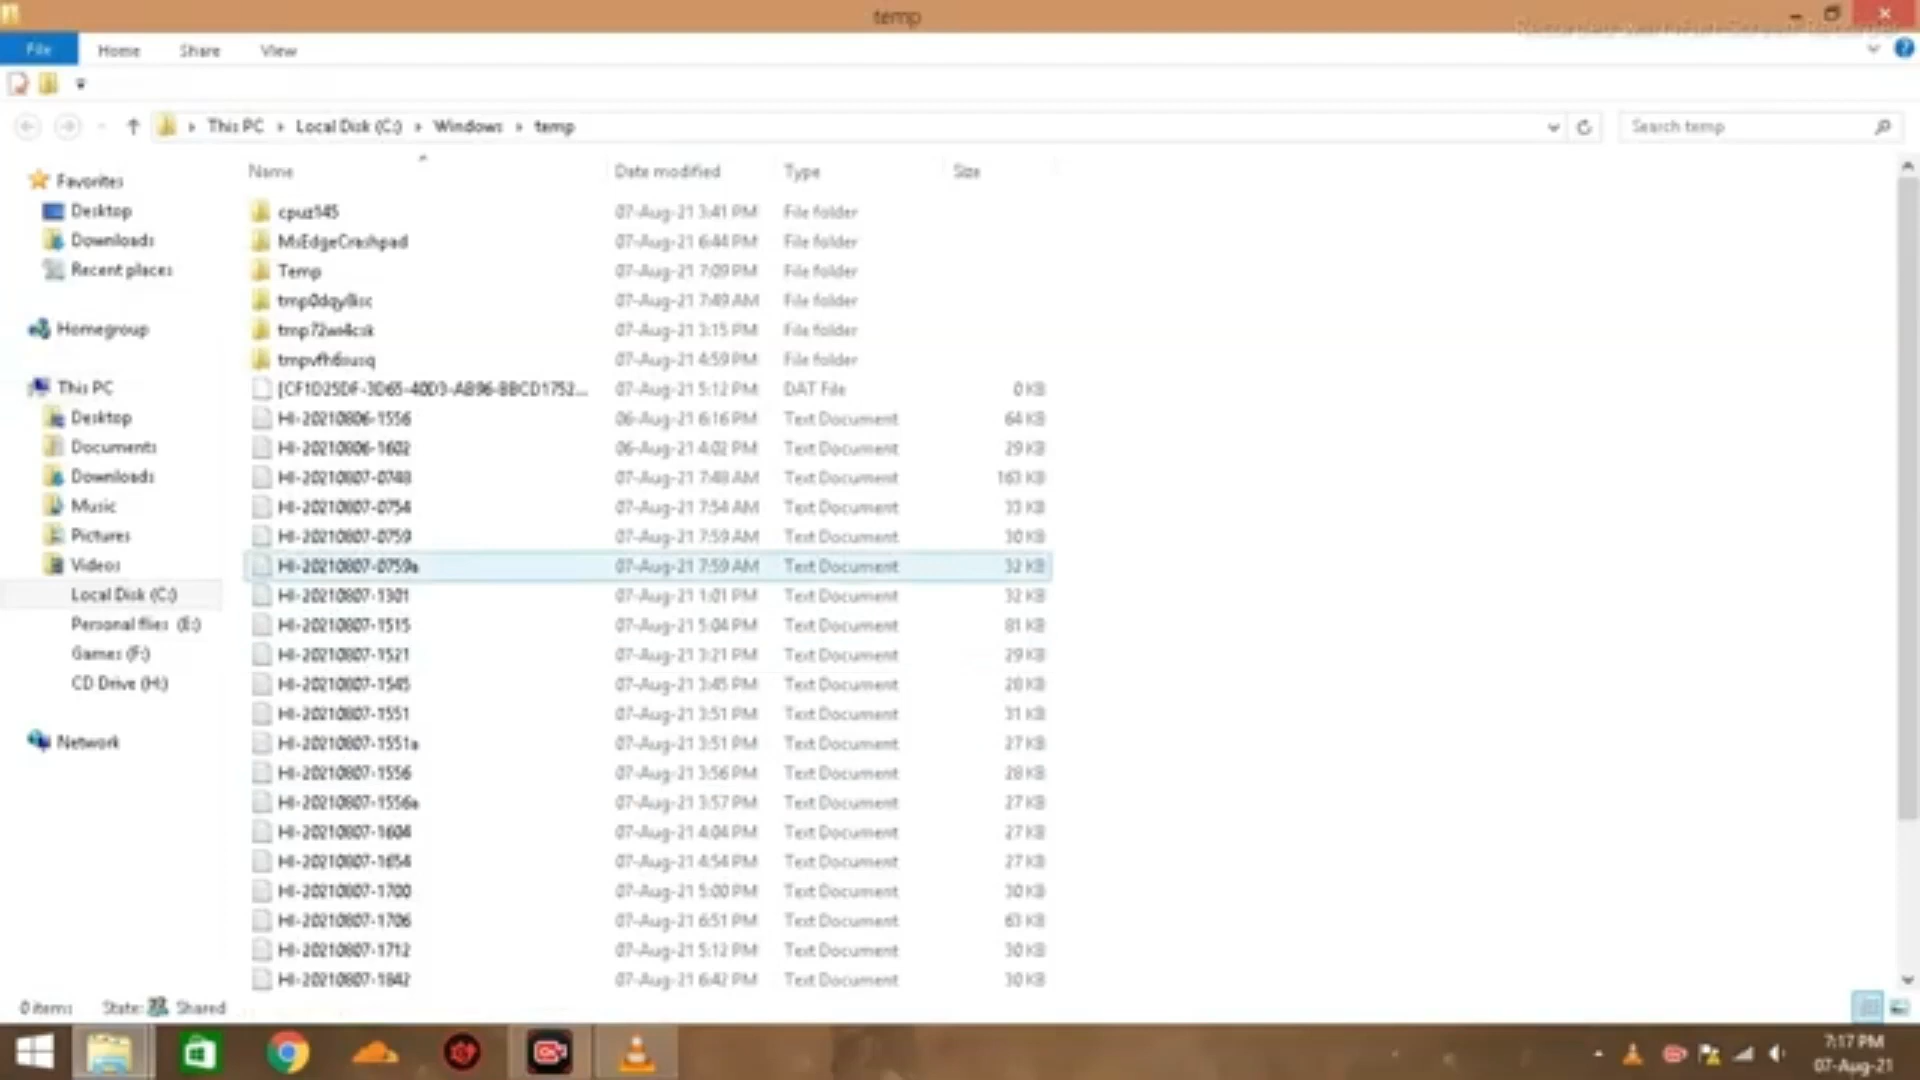 temp
File Home Share View
This PC Local Disk (C:) Windows temp
Search temp
Name Date modified Type Size
Favorites
Desktop
Downloads
Recent places
Homegroup
This PC
Desktop
Documents
Downloads
Music
Pictures
Videos
Local Disk (C:)
Personal files (E:)
Games (F:)
CD Drive (H:)
Network
cpuz145 07-Aug-21 3:41 PM File folder
MsEdgeCrashpad 07-Aug-21 6:44 PM File folder
Temp 07-Aug-21 7:09 PM File folder
07-Aug-21 7:49 AM File folder
07-Aug-21 3:15 PM File folder
07-Aug-21 4:59 PM File folder
07-Aug-21 5:12 PM DAT File 0 KB
HI-20210806-1556 06-Aug-21 6:16 PM Text Document 64 KB
HI-20210806-1602 06-Aug-21 4:02 PM Text Document 29 KB
HI-20210807-0748 07-Aug-21 7:48 AM Text Document 163 KB
HI-20210807-0754 07-Aug-21 7:54 AM Text Document 33 KB
HI-20210807-0759 07-Aug-21 7:59 AM Text Document 30 KB
HI-20210807-0759a 07-Aug-21 7:59 AM Text Document 32 KB
HI-20210807-1301 07-Aug-21 1:01 PM Text Document 32 KB
HI-20210807-1515 07-Aug-21 5:04 PM Text Document 81 KB
HI-20210807-1521 07-Aug-21 3:21 PM Text Document 29 KB
HI-20210807-1545 07-Aug-21 3:45 PM Text Document 28 KB
HI-20210807-1551 07-Aug-21 3:51 PM Text Document 31 KB
HI-20210807-1551a 07-Aug-21 3:51 PM Text Document 27 KB
HI-20210807-1556 07-Aug-21 3:56 PM Text Document 28 KB
HI-20210807-1556a 07-Aug-21 3:57 PM Text Document 27 KB
HI-20210807-1604 07-Aug-21 4:04 PM Text Document 27 KB
HI-20210807-1654 07-Aug-21 4:54 PM Text Document 27 KB
HI-20210807-1700 07-Aug-21 5:00 PM Text Document 30 KB
HI-20210807-1706 07-Aug-21 6:51 PM Text Document 63 KB
HI-20210807-1712 07-Aug-21 5:12 PM Text Document 30 KB
HI-20210807-1842 07-Aug-21 6:42 PM Text Document 30 KB
0 items State: Shared
7:17 PM
07-Aug-21